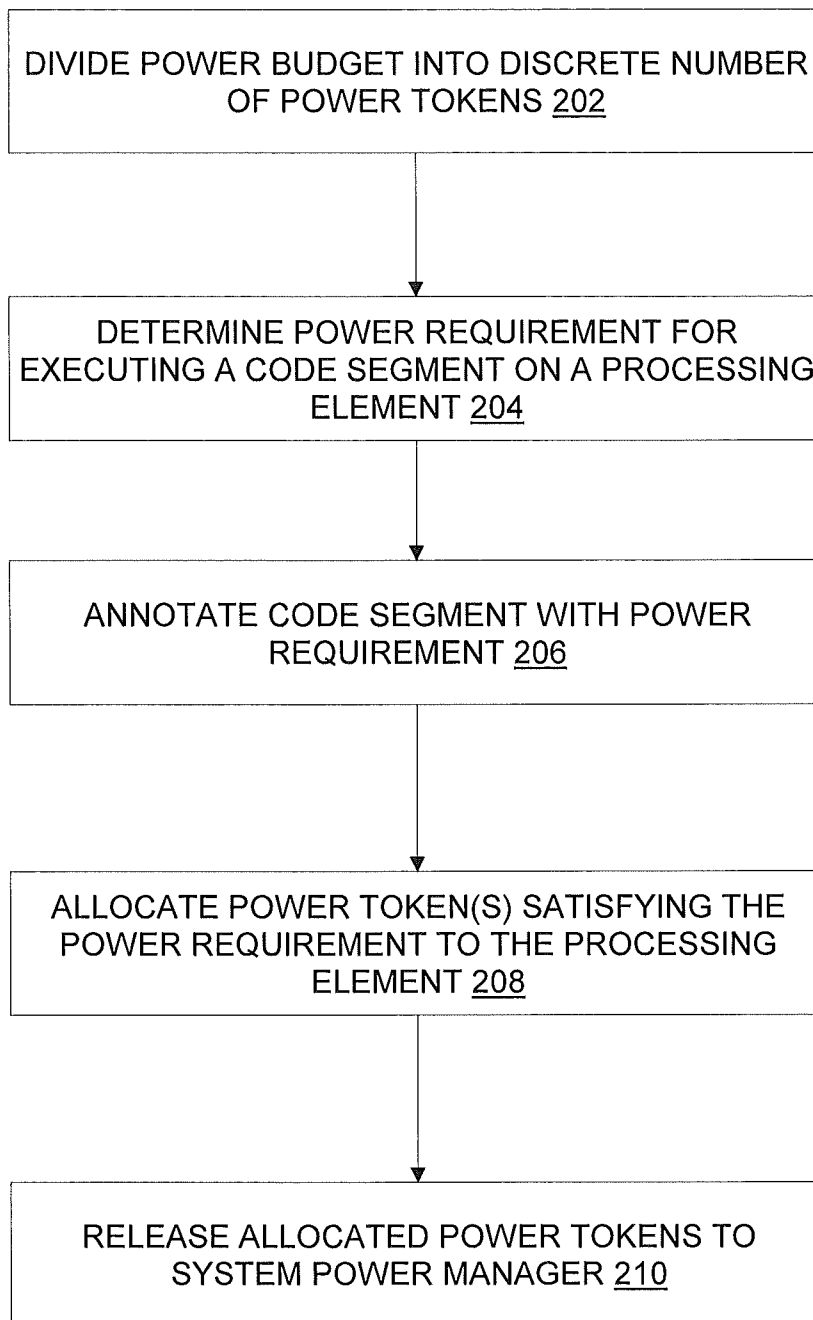 DIVIDE POWER BUDGET INTO DISCRETE NUMBER
OF POWER TOKENS 202
DETERMINE POWER REQUIREMENT FOR
EXECUTING A CODE SEGMENT ON A PROCESSING
ELEMENT 204
ANNOTATE CODE SEGMENT WITH POWER
REQUIREMENT 206
ALLOCATE POWER TOKEN(S) SATISFYING THE
POWER REQUIREMENT TO THE PROCESSING
ELEMENT 208
RELEASE ALLOCATED POWER TOKENS TO
SYSTEM POWER MANAGER 210